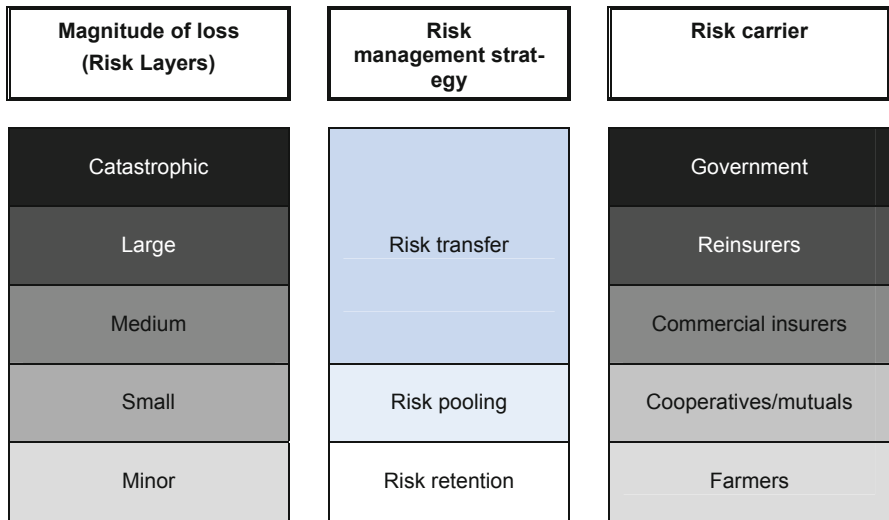 Magnitude of loss
(Risk Layers)
Risk
management strat-
egy
Risk carrier
Catastrophic
Government
Large
Risk transfer
Reinsurers
Medium
Commercial insurers
Small
Risk pooling
Cooperatives/mutuals
Minor
Risk retention
Farmers